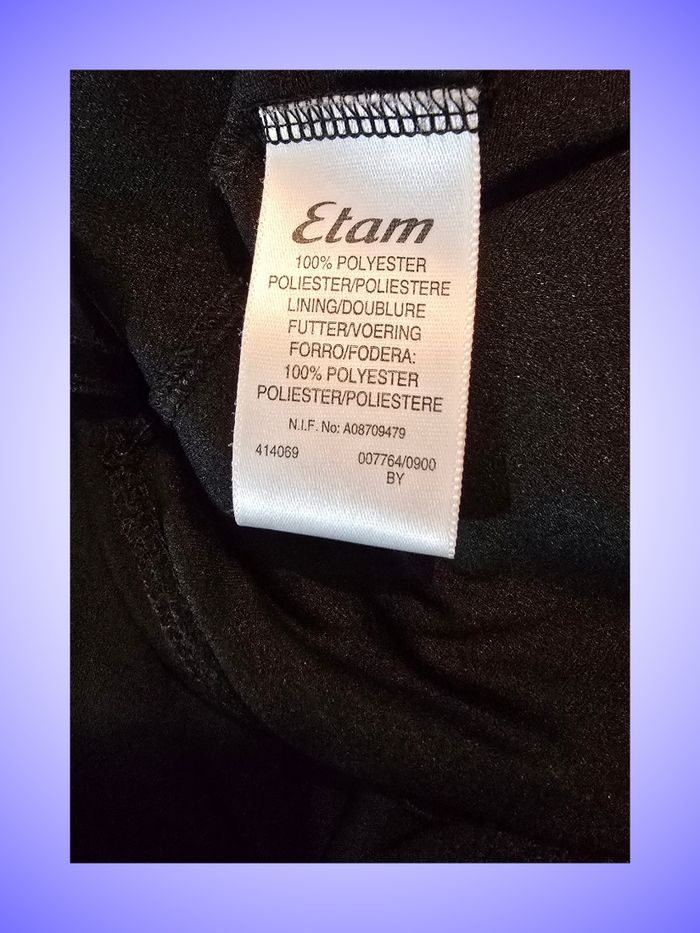 Etam
100% POLYESTER
POLIESTER/POLIESTERE
LINING/DOUBLURE
FUTTER/VOERING
FORRO/FODERA:
100% POLYESTER
POLIESTER/POLIESTERE
N.I.F. No: A08709479
414069 007764/0900
BY